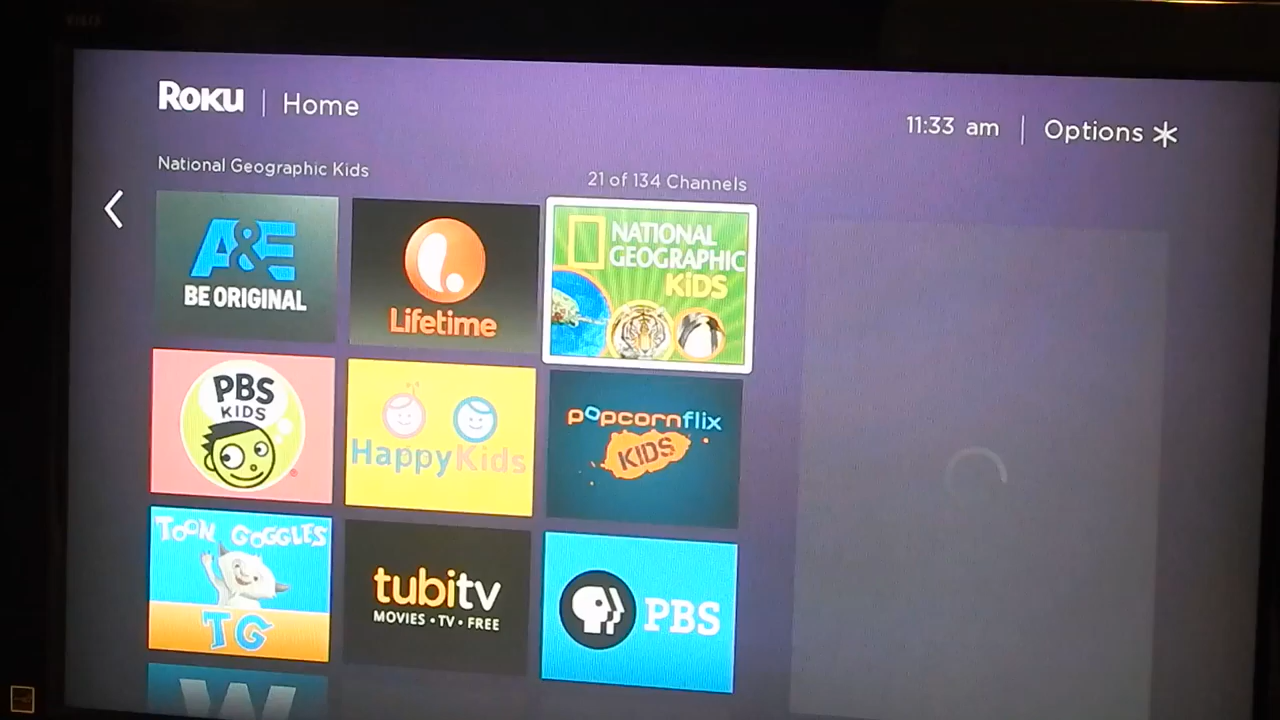 Roku | Home
11:33 am | Options
National Geographic Kids
21 of 134 Channels
A&E
BE ORIGINAL
Lifetime
NATIONAL
GEOGRAPHIC
KiDS
PBS
KIDS
HappyKids
popcornflix
KIDS
TOON GOGGLES
TG
tubitv
MOVIES • TV • FREE
PBS
W